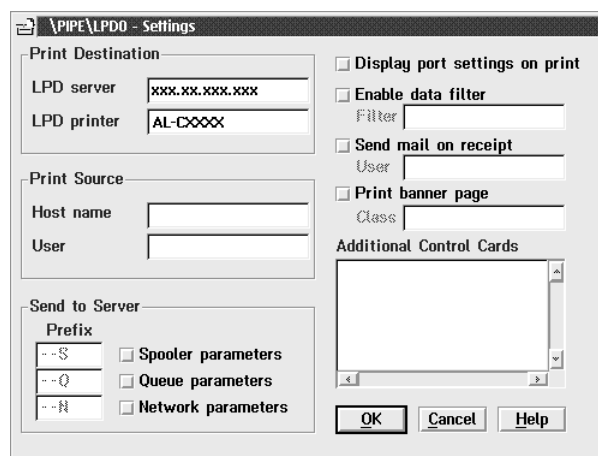 \PIPE\LPD0 - Settings
Print Destination
LPD server xxx.xx.xxx.xxx
LPD printer AL-CXXXX
Print Source
Host name
User
Send to Server
Prefix
--S Spooler parameters
--Q Queue parameters
--N Network parameters
Display port settings on print
Enable data filter
Filter
Send mail on receipt
User
Print banner page
Class
Additional Control Cards
OK Cancel Help